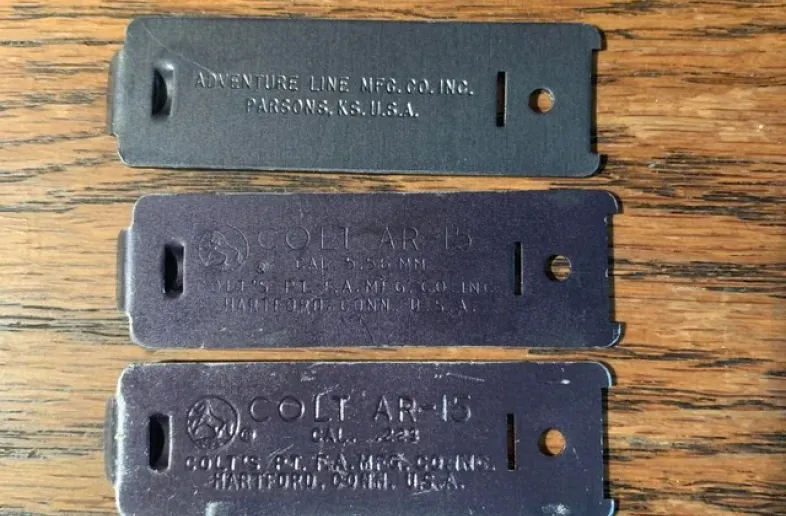 ADVENTURE LINE MFG. CO. INC.
PARSONS, KS. U.S.A.
COLT AR-15
CAL. 5.56 MM
COLT'S PT. F.A. MFG. CO. INC.
HARTFORD, CONN. U.S.A.
COLT AR-15
CAL. .223
COLT'S PT. F.A. MFG. CO. INC.
HARTFORD, CONN. U.S.A.